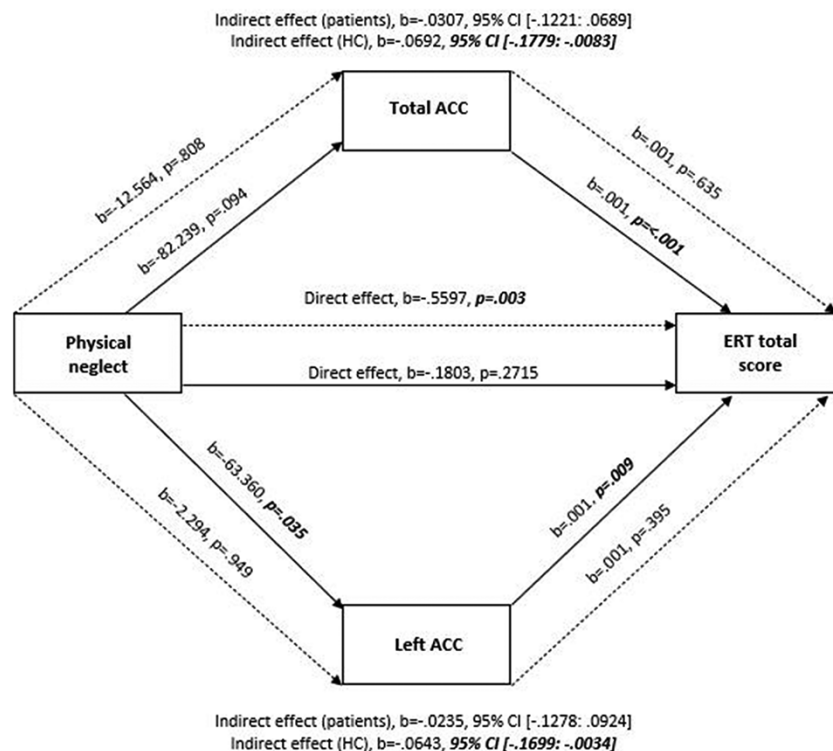 Indirect effect (patients), b=-.0307, 95% CI [-.1221: .0689]
Indirect effect (HC), b=-.0692, 95% CI [-.1779: -.0083]
Total ACC
b=-12.564, p=.808
b=-82.239, p=.094
b=.001, p=.635
b=.001, p=<.001
Direct effect, b=-.5597, p=.003
Physical
neglect
ERT total
score
Direct effect, b=-.1803, p=.2715
b=-63.360, p=.035
b=-2.294, p=.949
b=.001, p=.009
b=.001, p=.395
Left ACC
Indirect effect (patients), b=-.0235, 95% CI [-.1278: .0924]
Indirect effect (HC), b=-.0643, 95% CI [-.1699: -.0034]